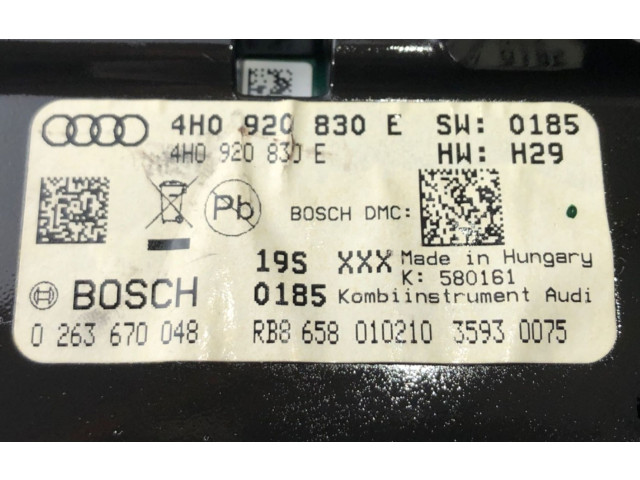 4H0 920 830 E SW: 0185
4H0 920 830 E HW: H29
Pb BOSCH DMC:
19S XXX Made in Hungary
K: 580161
BOSCH 0185 Kombiinstrument Audi
0 263 670 048 RB8 658 010210 3593 0075